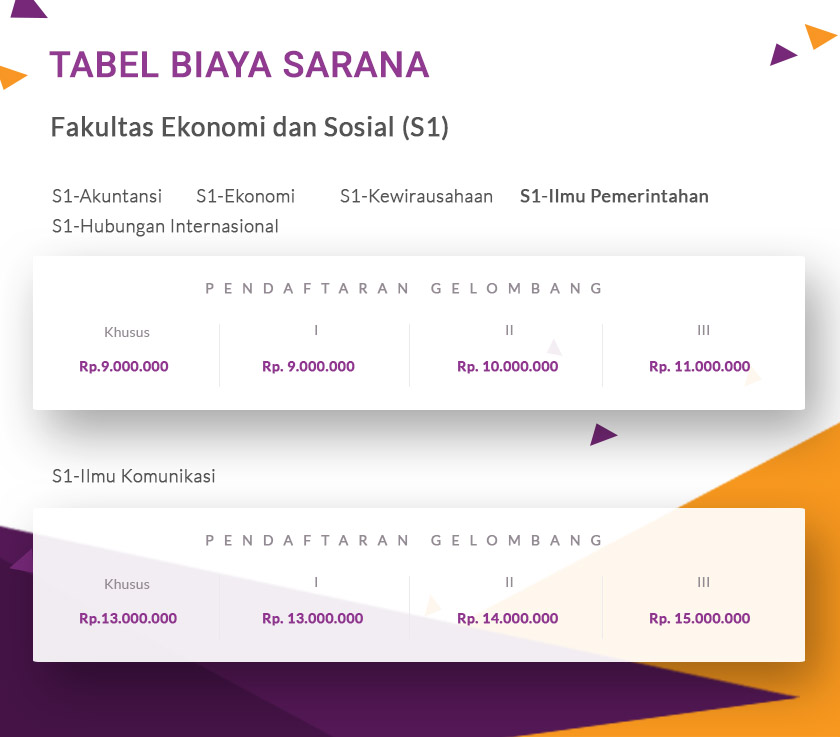 TABEL BIAYA SARANA
Fakultas Ekonomi dan Sosial (S1)
S1-Akuntansi S1-Ekonomi S1-Kewirausahaan S1-Ilmu Pemerintahan
S1-Hubungan Internasional
PENDAFTARAN GELOMBANG
Khusus I II III
Rp.9.000.000 Rp. 9.000.000 Rp. 10.000.000 Rp. 11.000.000
S1-Ilmu Komunikasi
PENDAFTARAN GELOMBANG
Khusus I II III
Rp.13.000.000 Rp. 13.000.000 Rp. 14.000.000 Rp. 15.000.000